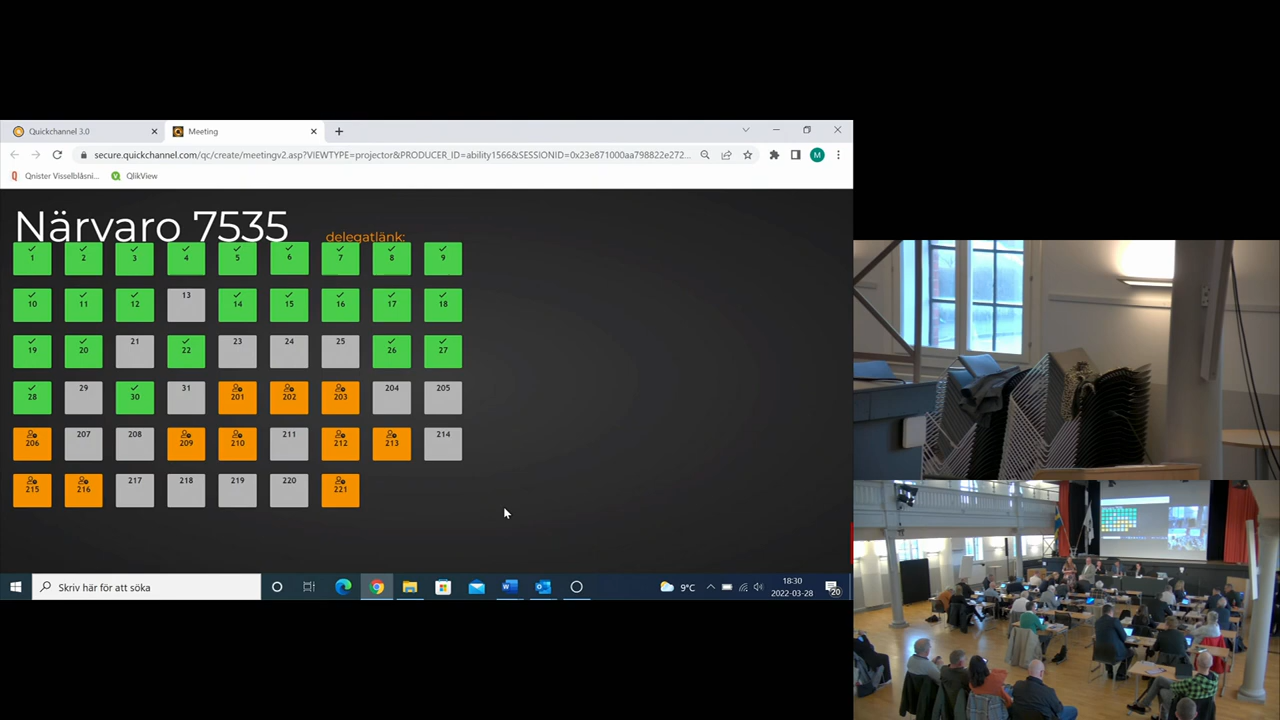 Quickchannel 3.0
Meeting
secure.quickchannel.com/qc/create/meetingv2.asp?VIEWTYPE=projector&PRODUCER_ID=ability1566&SESSIONID=0x23e871000aa798822e272...
M
Qnister Visselblåsni...
QlikView
Närvaro 7535
delegatlänk:
1 2 3 4 5 6 7 8 9
10 11 12 13 14 15 16 17 18
19 20 21 22 23 24 25 26 27
28 29 30 31 201 202 203 204 205
206 207 208 209 210 211 212 213 214
215 216 217 218 219 220 221
Skriv här för att söka
9°C
18:30
2022-03-28
20